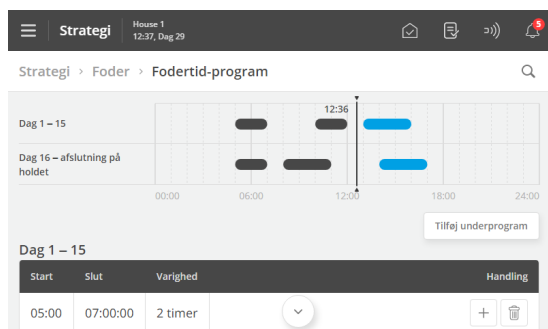 Strategi
House 1
12:37, Dag 29
5
Strategi > Foder > Fodertid-program
12:36
Dag 1 – 15
Dag 16 – afslutning på
holdet
00:00 06:00 12:00 18:00 24:00
Tilføj underprogram
Dag 1 – 15
Start Slut Varighed Handling
05:00 07:00:00 2 timer